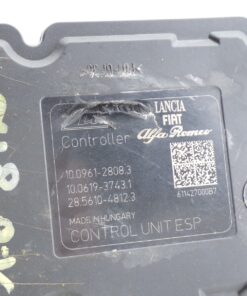 LANCIA
FIAT
Controller Alfa Romeo
10.0961-2808.3
10.0619-3743.1
28.5610-4812.3
611427000B7
MADE IN HUNGARY
CONTROL UNIT ESP